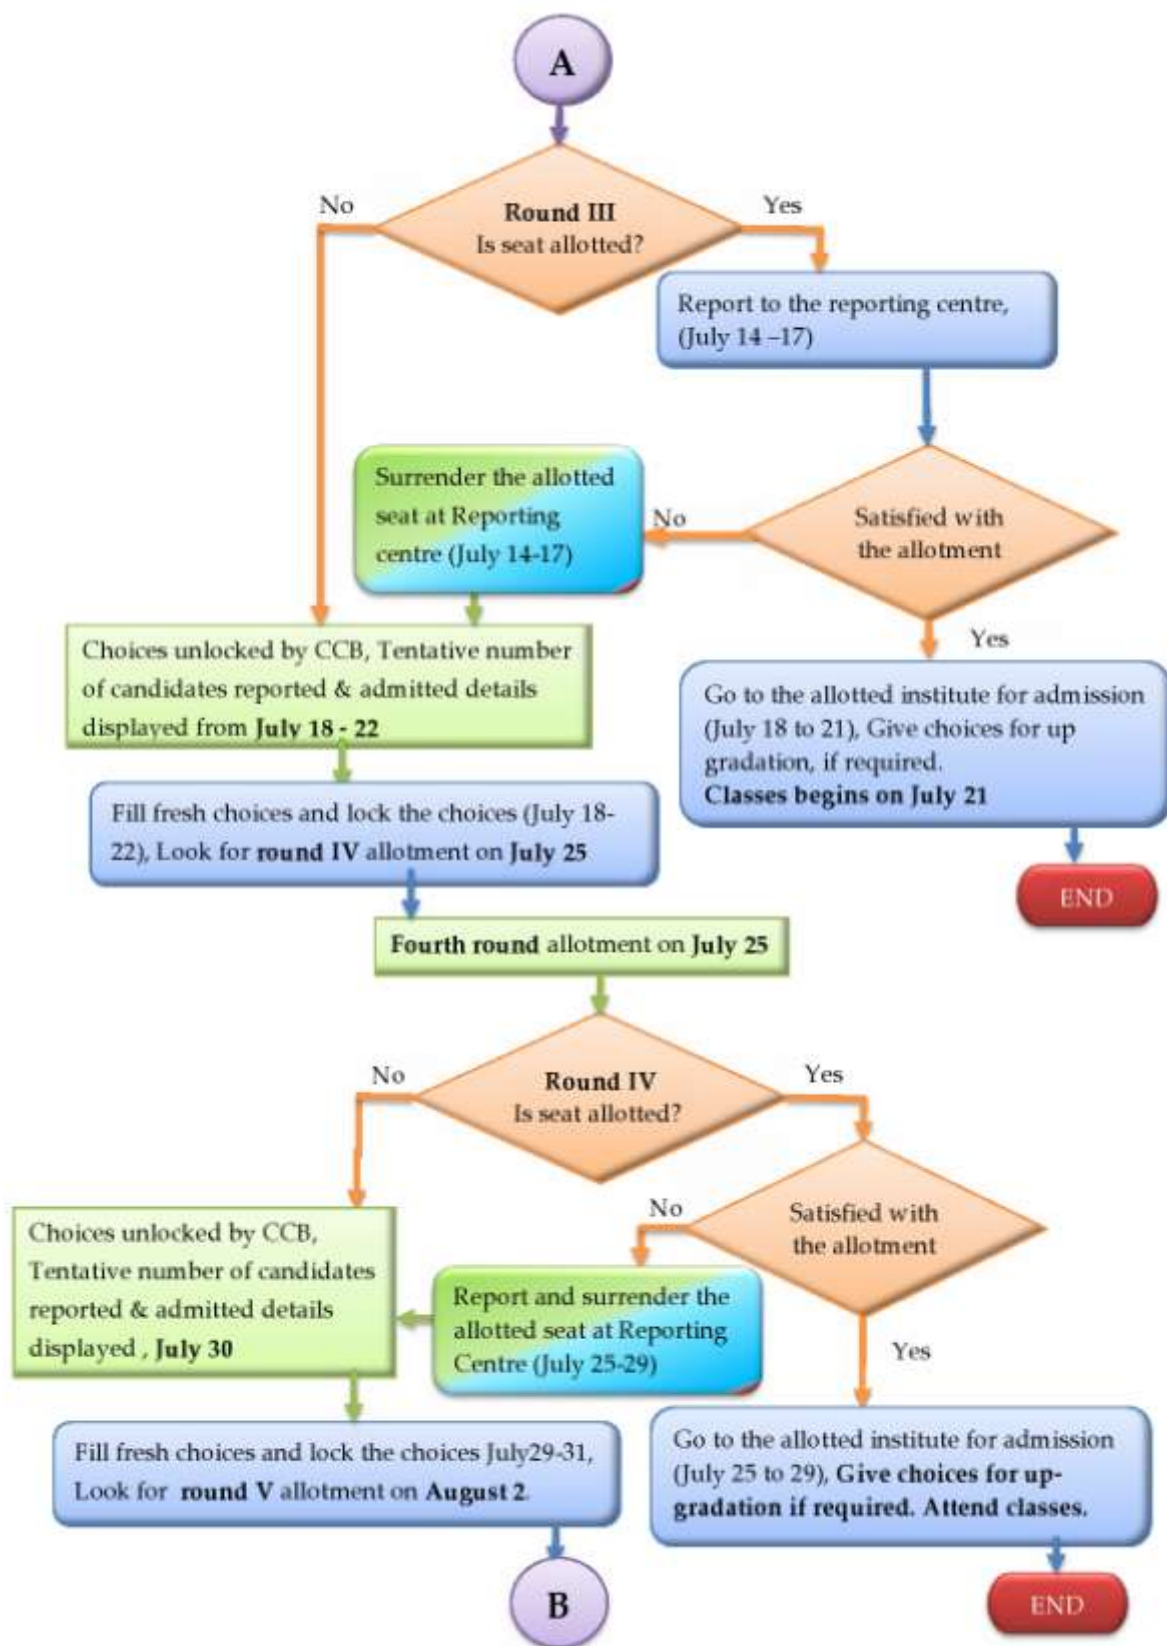 A
No
Yes
Round III
Is seat allotted?
Report to the reporting centre,
(July 14 –17)
Surrender the allotted
seat at Reporting
centre (July 14-17)
No
Satisfied with
the allotment
Yes
Choices unlocked by CCB, Tentative number
of candidates reported & admitted details
displayed from July 18 - 22
Go to the allotted institute for admission
(July 18 to 21), Give choices for up
gradation, if required.
Classes begins on July 21
Fill fresh choices and lock the choices (July 18-
22), Look for round IV allotment on July 25
END
Fourth round allotment on July 25
No
Yes
Round IV
Is seat allotted?
No
Satisfied with
the allotment
Choices unlocked by CCB,
Tentative number of candidates
reported & admitted details
displayed , July 30
Report and surrender the
allotted seat at Reporting
Centre (July 25-29)
Yes
Fill fresh choices and lock the choices July29-31,
Look for round V allotment on August 2.
Go to the allotted institute for admission
(July 25 to 29), Give choices for up-
gradation if required. Attend classes.
B
END